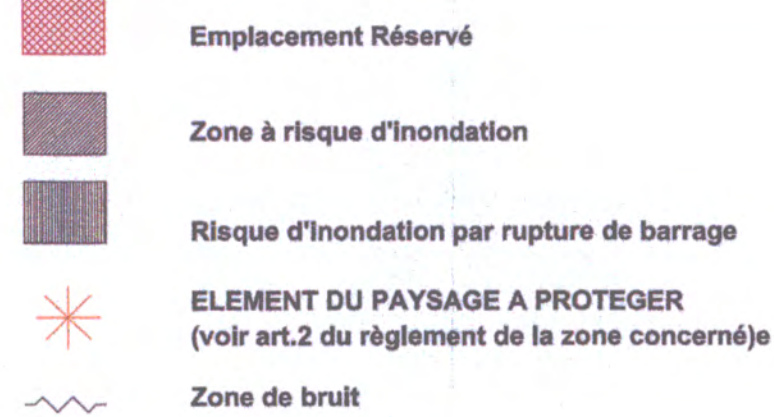 Emplacement Réservé
Zone à risque d'inondation
Risque d'inondation par rupture de barrage
ELEMENT DU PAYSAGE A PROTEGER
(voir art.2 du règlement de la zone concerné)e
Zone de bruit